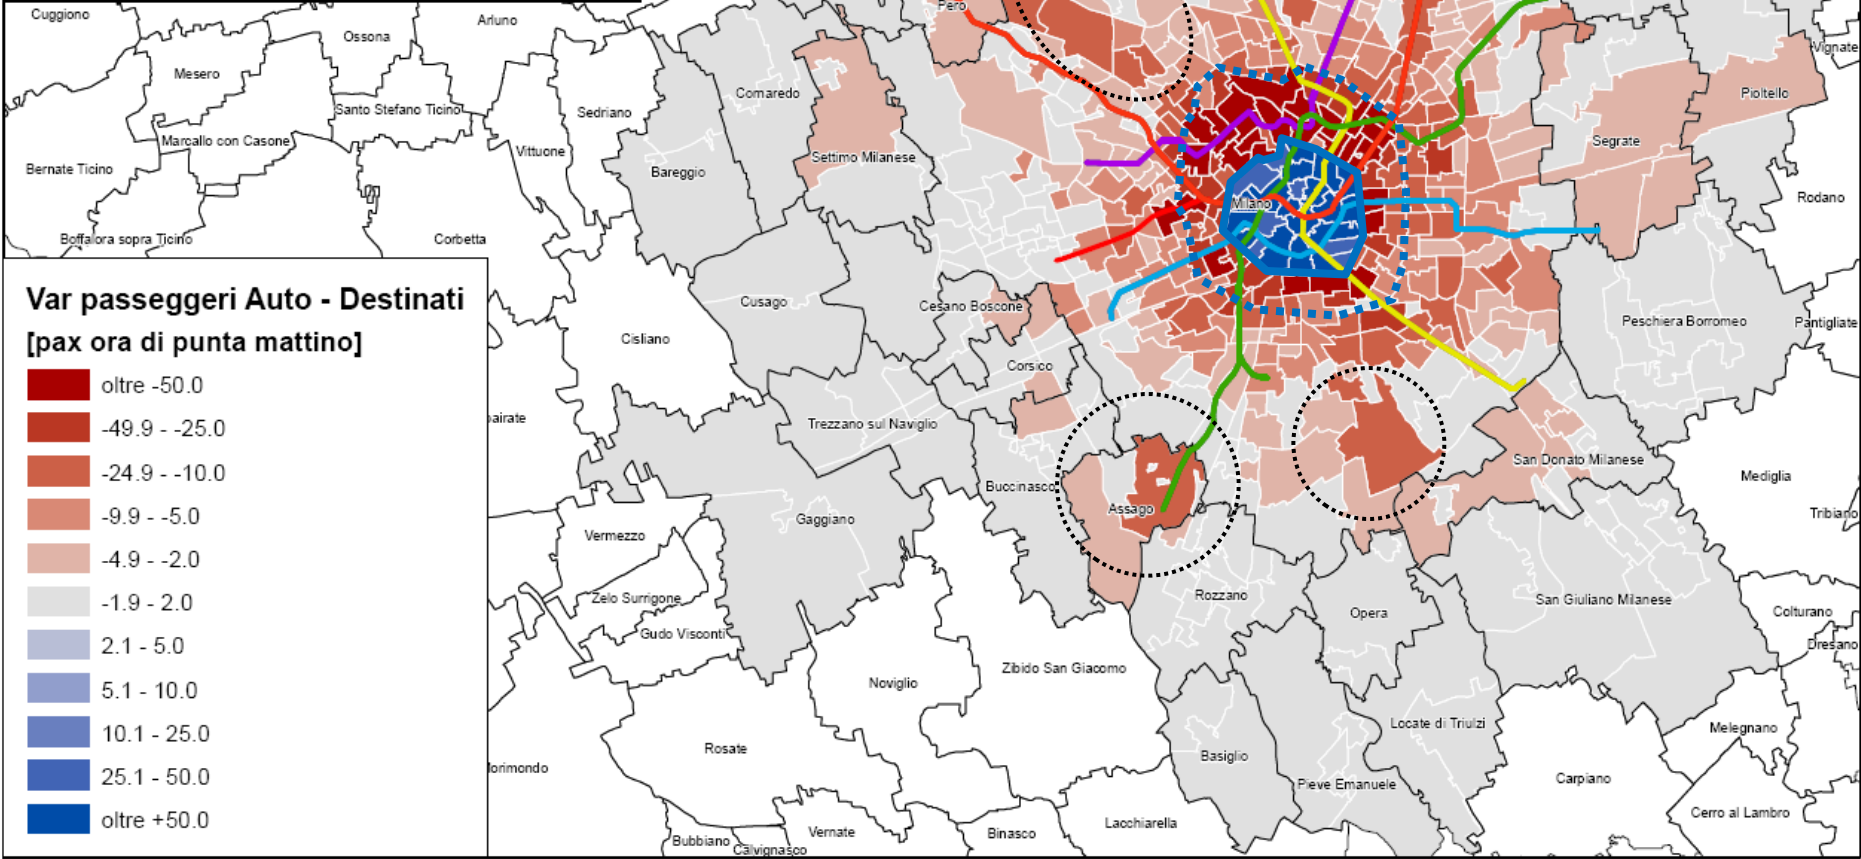 Cuggiono
Arluno
Pero
Ossona
Vignate
Mesero
Cornaredo
Pioltello
Santo Stefano Ticino
Sedriano
Marcallo con Casone
Segrate
Vittuone
Settimo Milanese
Bernate Ticino
Bareggio
Rodano
Milano
Boffalora sopra Ticino
Corbetta
Var passeggeri Auto - Destinati
[pax ora di punta mattino]
oltre -50.0
-49.9 - -25.0
-24.9 - -10.0
-9.9 - -5.0
-4.9 - -2.0
-1.9 - 2.0
2.1 - 5.0
5.1 - 10.0
10.1 - 25.0
25.1 - 50.0
oltre +50.0
Cusago
Cesano Boscone
Peschiera Borromeo
Pantigliate
Cisliano
Corsico
airate
Trezzano sul Naviglio
San Donato Milanese
Mediglia
Buccinasco
Assago
Tribiano
Gaggiano
Vermezzo
Zelo Surrigone
Rozzano
San Giuliano Milanese
Opera
Colturano
Gudo Visconti
Dresano
Zibido San Giacomo
Noviglio
Locate di Triulzi
Melegnano
Rosate
Basiglio
orimondo
Carpiano
Pieve Emanuele
Cerro al Lambro
Lacchiarella
Vernate
Binasco
Bubbiano
Calvignasco